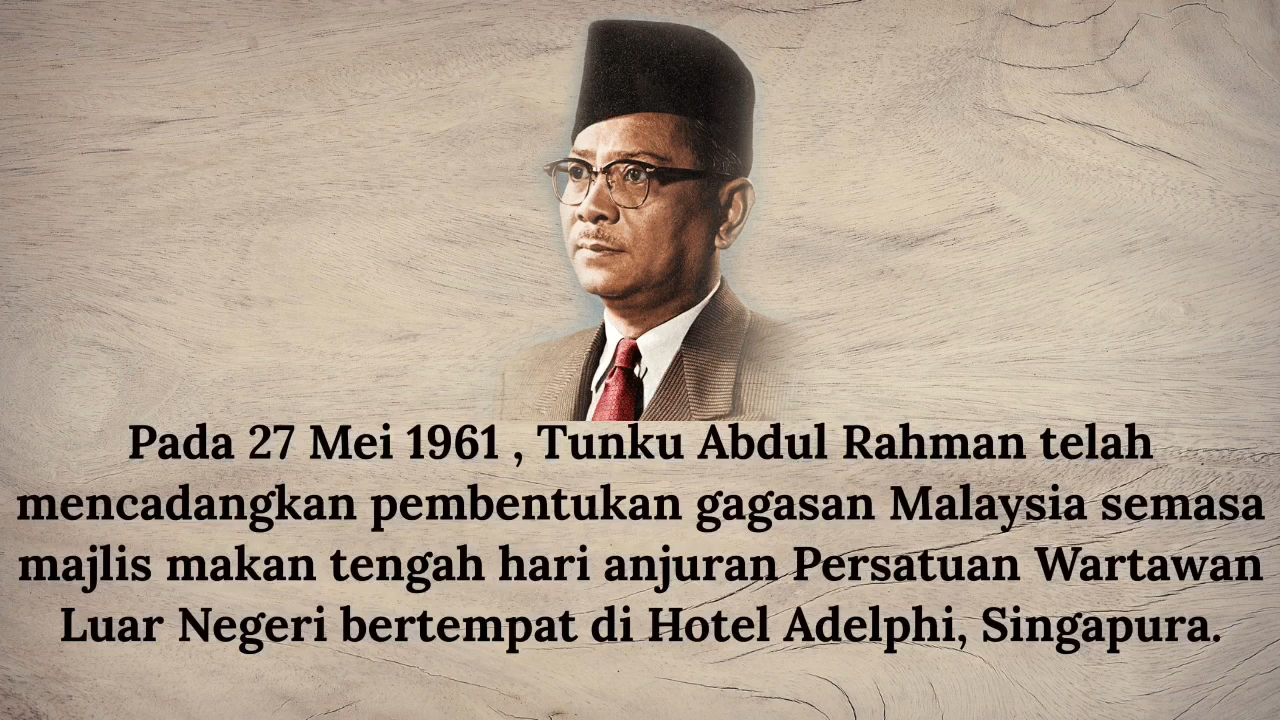 Pada 27 Mei 1961 , Tunku Abdul Rahman telah
mencadangkan pembentukan gagasan Malaysia semasa
majlis makan tengah hari anjuran Persatuan Wartawan
Luar Negeri bertempat di Hotel Adelphi, Singapura.